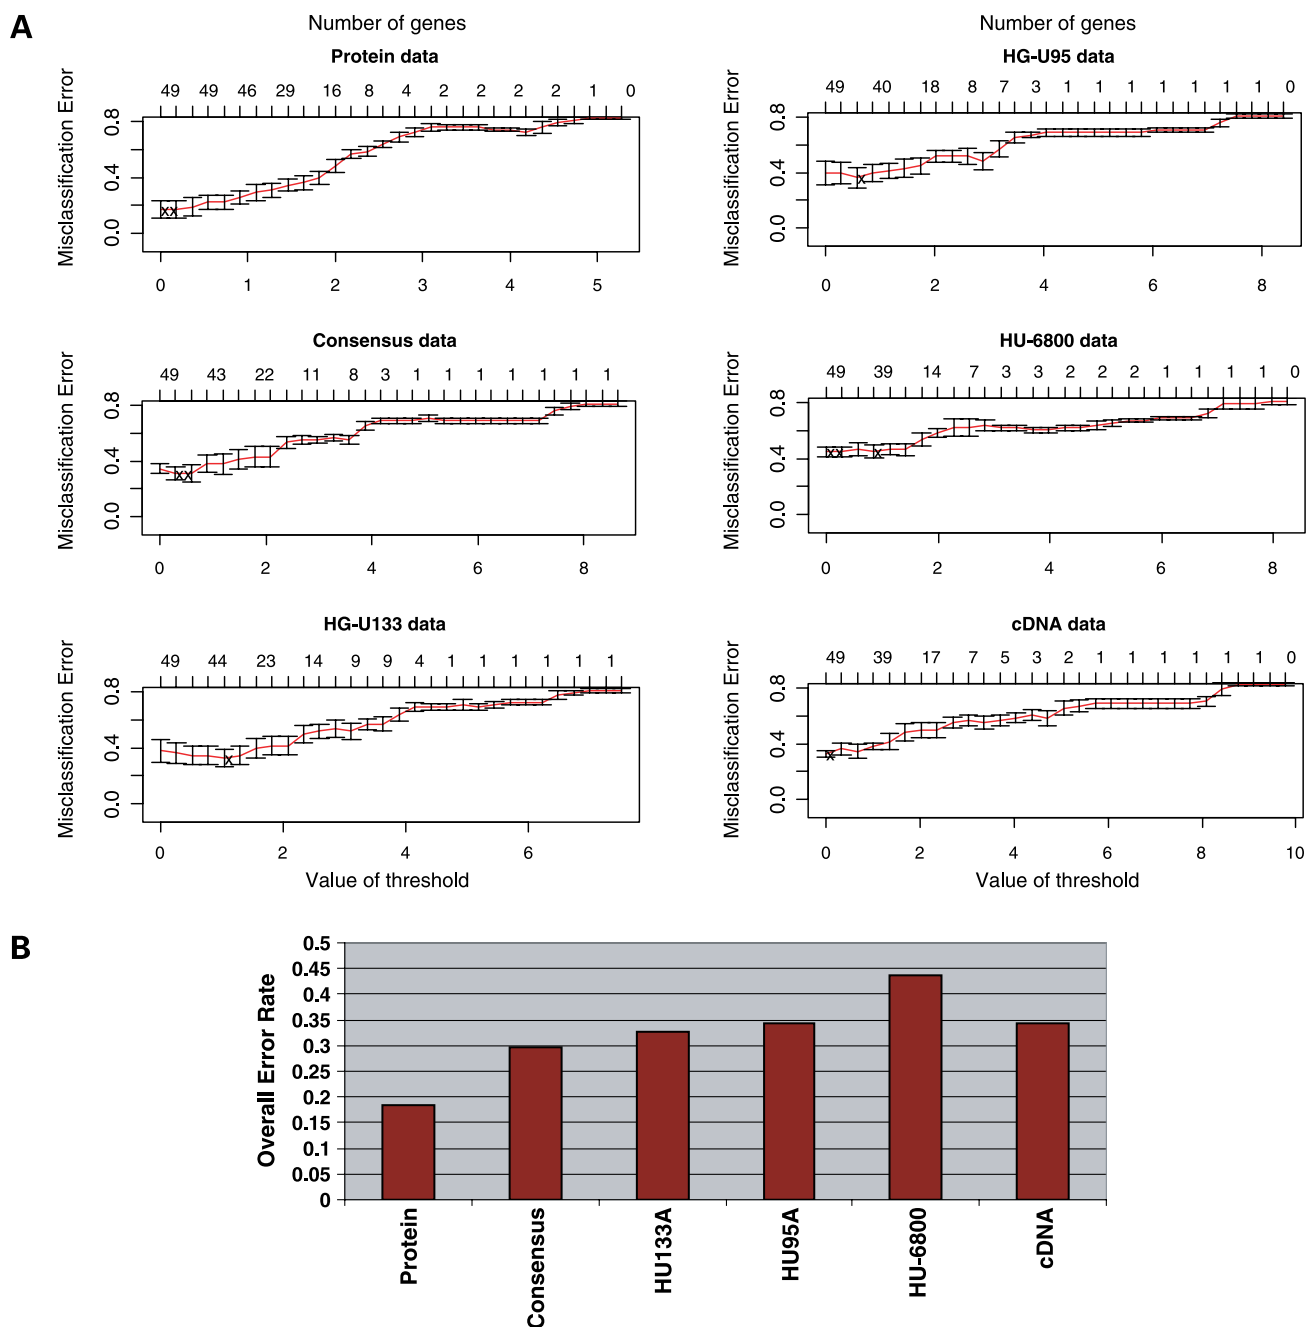 A
Number of genes
Protein data
49 49 46 29 16 8 4 2 2 2 2 1 0
Misclassification Error
0.8
0.4
0.0
0 1 2 3 4 5
Number of genes
HG-U95 data
49 40 18 8 7 3 1 1 1 1 1 1 1 0
Misclassification Error
0.8
0.4
0.0
0 2 4 6 8
Consensus data
49 43 22 11 8 3 1 1 1 1 1 1 1
Misclassification Error
0.8
0.4
0.0
0 2 4 6 8
HU-6800 data
49 39 14 7 3 3 2 2 2 1 1 1 1 0
Misclassification Error
0.8
0.4
0.0
0 2 4 6 8
HG-U133 data
49 44 23 14 9 9 4 1 1 1 1 1 1
Misclassification Error
0.8
0.4
0.0
0 2 4 6
Value of threshold
cDNA data
49 39 17 7 5 3 2 1 1 1 1 1 1 0
Misclassification Error
0.8
0.4
0.0
0 2 4 6 8 10
Value of threshold
B
Overall Error Rate
0.5
0.45
0.4
0.35
0.3
0.25
0.2
0.15
0.1
0.05
0
Protein
Consensus
HU133A
HU95A
HU-6800
cDNA